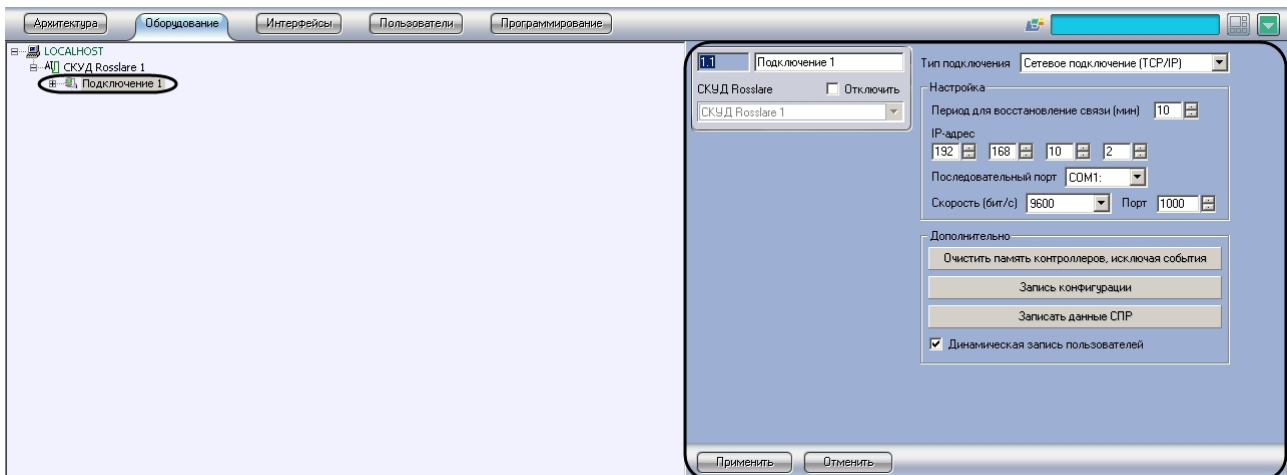 Архитектура Оборудование Интерфейсы Пользователи Программирование
LOCALHOST
СКУД Rosslare 1
Подключение 1
1.1 Подключение 1
СКУД Rosslare Отключить
СКУД Rosslare 1
Тип подключения Сетевое подключение (TCP/IP)
Настройка
Период для восстановление связи (мин) 10
IP-адрес
192 168 10 2
Последовательный порт COM1:
Скорость (бит/с) 9600 Порт 1000
Дополнительно
Очистить память контроллеров, исключая события
Запись конфигурации
Записать данные СПР
Динамическая запись пользователей
Применить Отменить